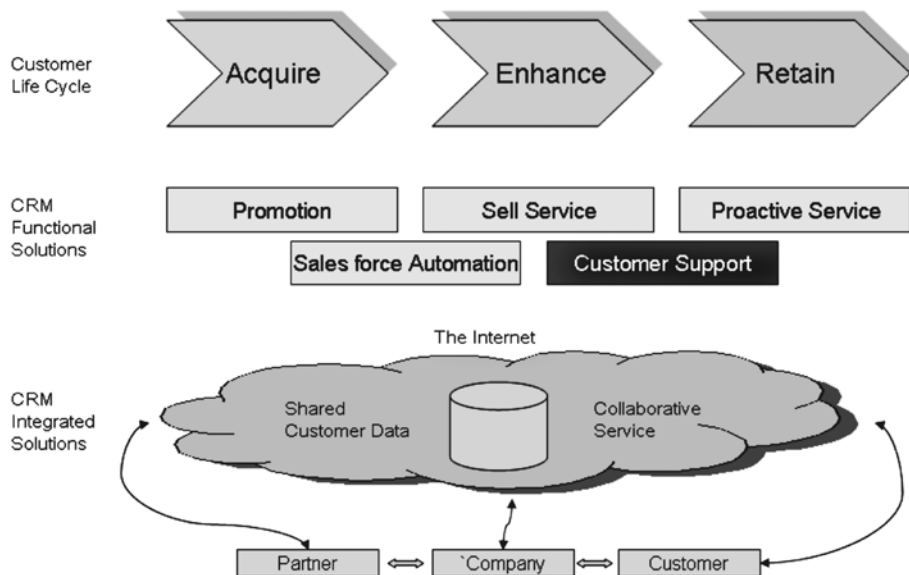 Customer
Life Cycle
Acquire
Enhance
Retain
CRM
Functional
Solutions
Promotion
Sell Service
Proactive Service
Sales force Automation
Customer Support
The Internet
CRM
Integrated
Solutions
Shared
Customer Data
Collaborative
Service
Partner
`Company
Customer